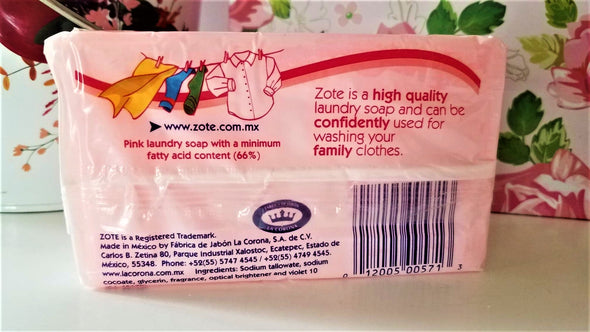 ➤ www.zote.com.mx
Pink laundry soap with a minimum
fatty acid content (66%)
Zote is a high quality
laundry soap and can be
confidently used for
washing your
family clothes.
LA CORONA
ZOTE is a Registered Trademark.
Made in México by Fábrica de Jabón La Corona, S.A. de C.V.
Carlos B. Zetina 80, Parque Industrial Xalostoc, Ecatepec, Estado de
México, 55348. Phone: +52(55) 5747 4545 / +52(55) 4749 4545.
www.lacorona.com.mx Ingredients: Sodium tallowate, sodium
cocoate, glycerin, fragrance, optical brightener and violet 10
0 12005 00571 3